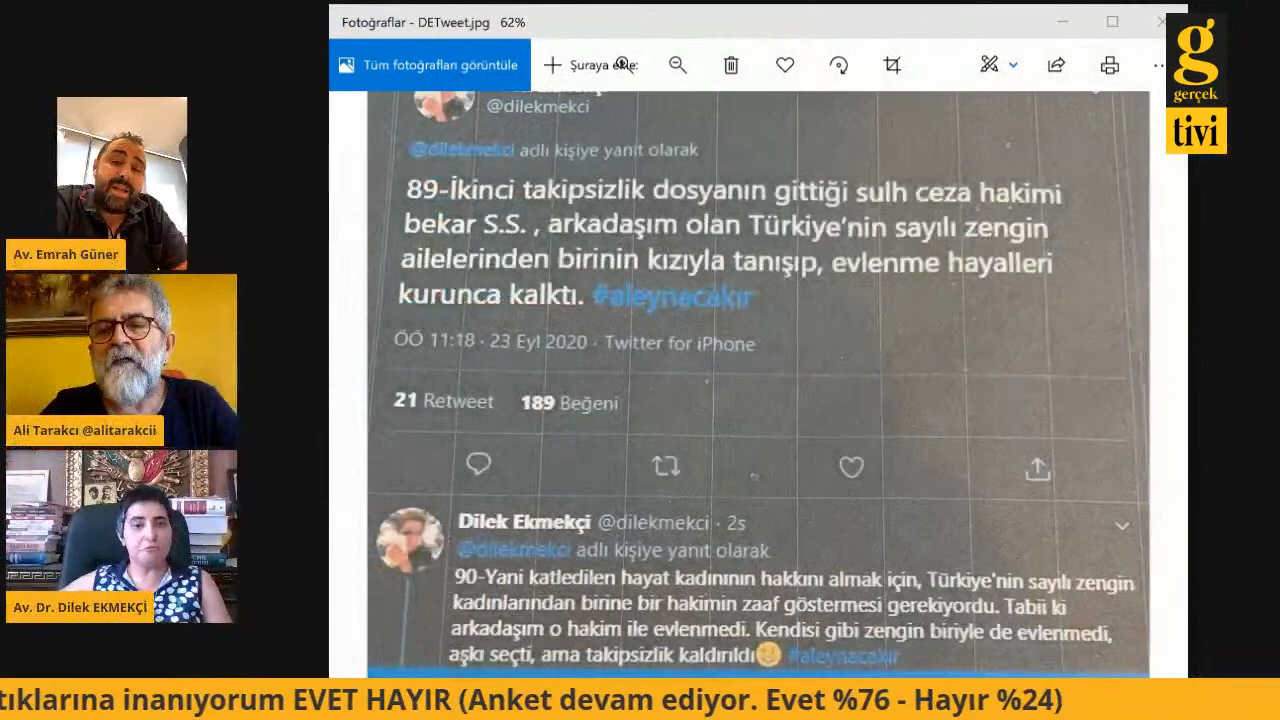 Fotoğraflar - DETweet.jpg 62%
Tüm fotoğrafları görüntüle
Şuraya ekle:
gerçek
tivi
@dilekmekci
@dilekmekci adlı kişiye yanıt olarak
89-İkinci takipsizlik dosyanın gittiği sulh ceza hakimi
bekar S.S. , arkadaşım olan Türkiye'nin sayılı zengin
ailelerinden birinin kızıyla tanışıp, evlenme hayalleri
kurunca kalktı. #aleynacakır
ÖÖ 11:18 · 23 Eyl 2020 · Twitter for iPhone
21 Retweet 189 Beğeni
Dilek Ekmekçi @dilekmekci · 2s
@dilekmekci adlı kişiye yanıt olarak
90-Yani katledilen hayat kadınının hakkını almak için, Türkiye'nin sayılı zengin
kadınlarından birine bir hakimin zaaf göstermesi gerekiyordu. Tabii ki
arkadaşım o hakim ile evlenmedi. Kendisi gibi zengin biriyle de evlenmedi,
aşkı seçti, ama takipsizlik kaldırıldı #aleynacakır
Av. Emrah Güner
Ali Tarakcı @alitarakcii
Av. Dr. Dilek EKMEKÇİ
tıklarına inanıyorum EVET HAYIR (Anket devam ediyor. Evet %76 - Hayır %24)